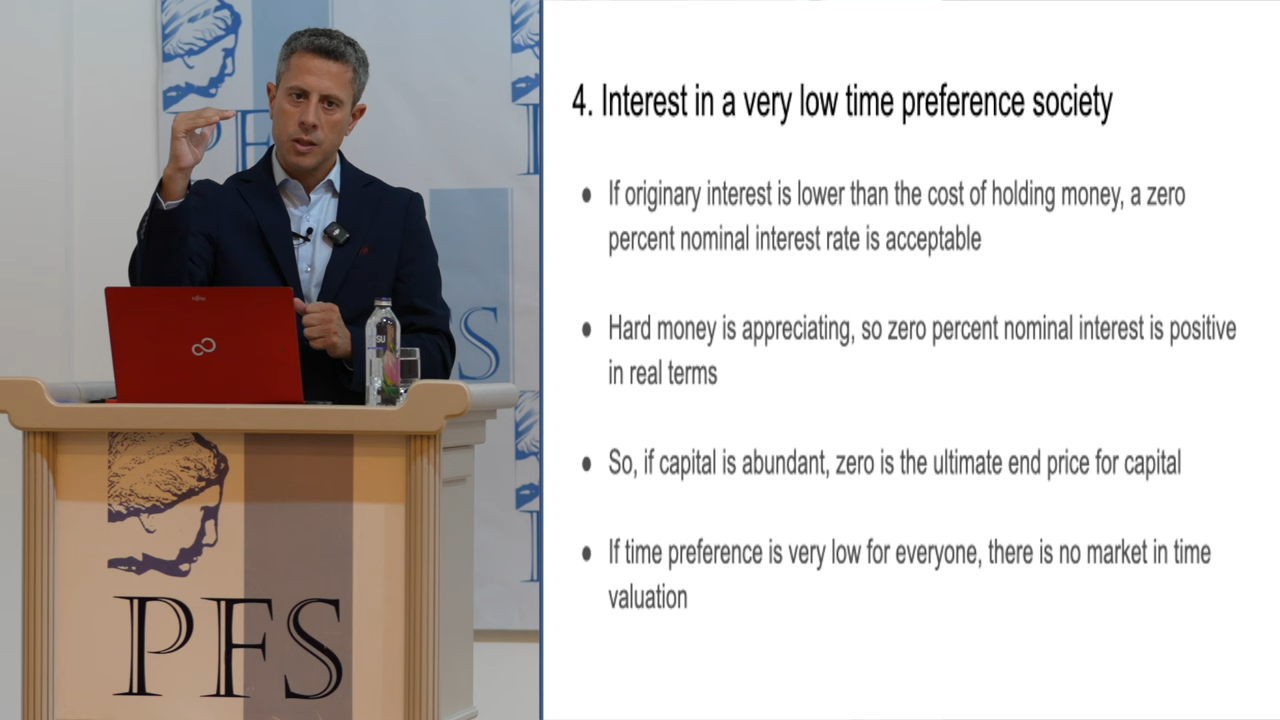 4. Interest in a very low time preference society
● If originary interest is lower than the cost of holding money, a zero
percent nominal interest rate is acceptable
● Hard money is appreciating, so zero percent nominal interest is positive
in real terms
● So, if capital is abundant, zero is the ultimate end price for capital
● If time preference is very low for everyone, there is no market in time
valuation
PF
S
SU
PFS